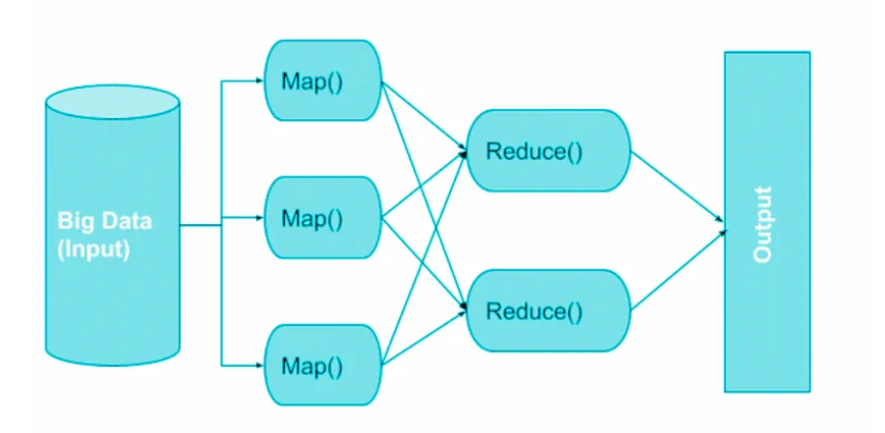 Big Data
(Input)
Map()
Map()
Map()
Reduce()
Reduce()
Output